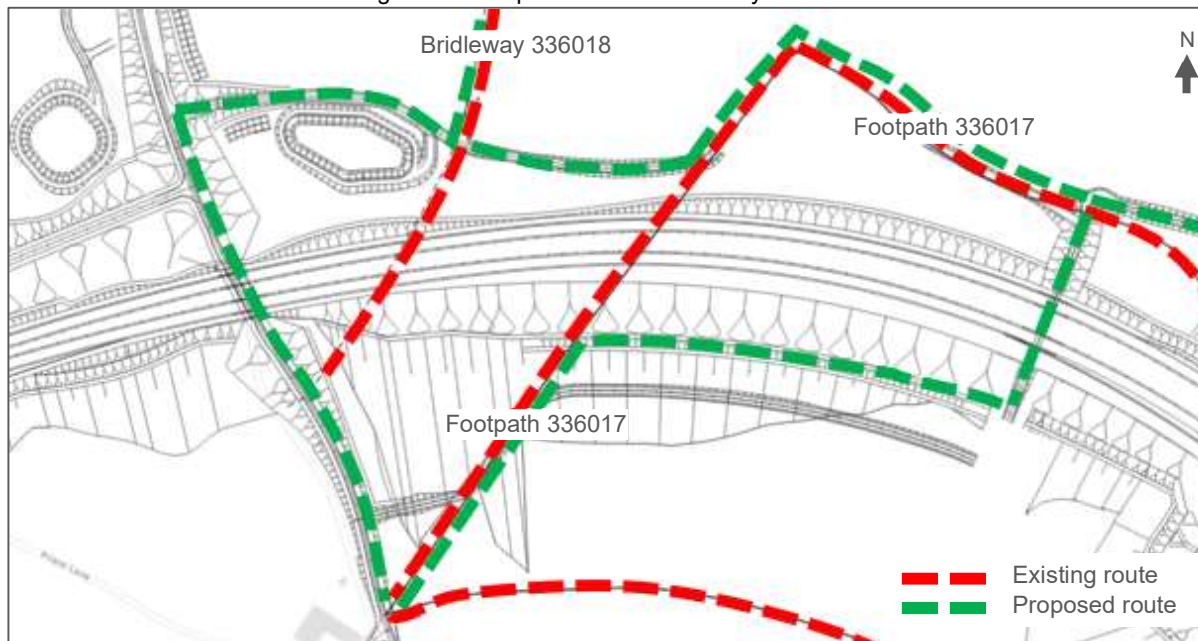 Bridleway 336018
N
Footpath 336017
Footpath 336017
Existing route
Proposed route